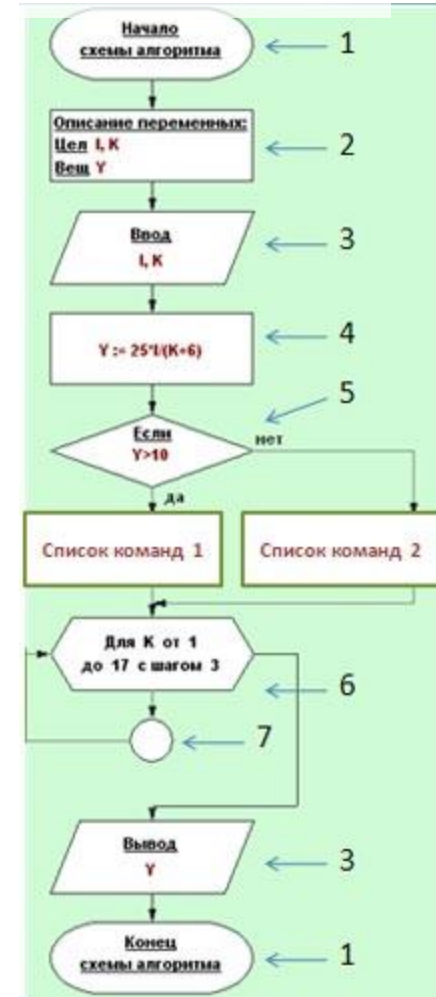 Начало
схемы алгоритма
1
Описание переменных:
Цел I, K
Вещ Y
2
Ввод
I, K
3
Y := 25*I/(K+6)
4
5
Если
Y>10
нет
да
Список команд 1
Список команд 2
Для K от 1
до 17 с шагом 3
6
7
Вывод
Y
3
Конец
схемы алгоритма
1